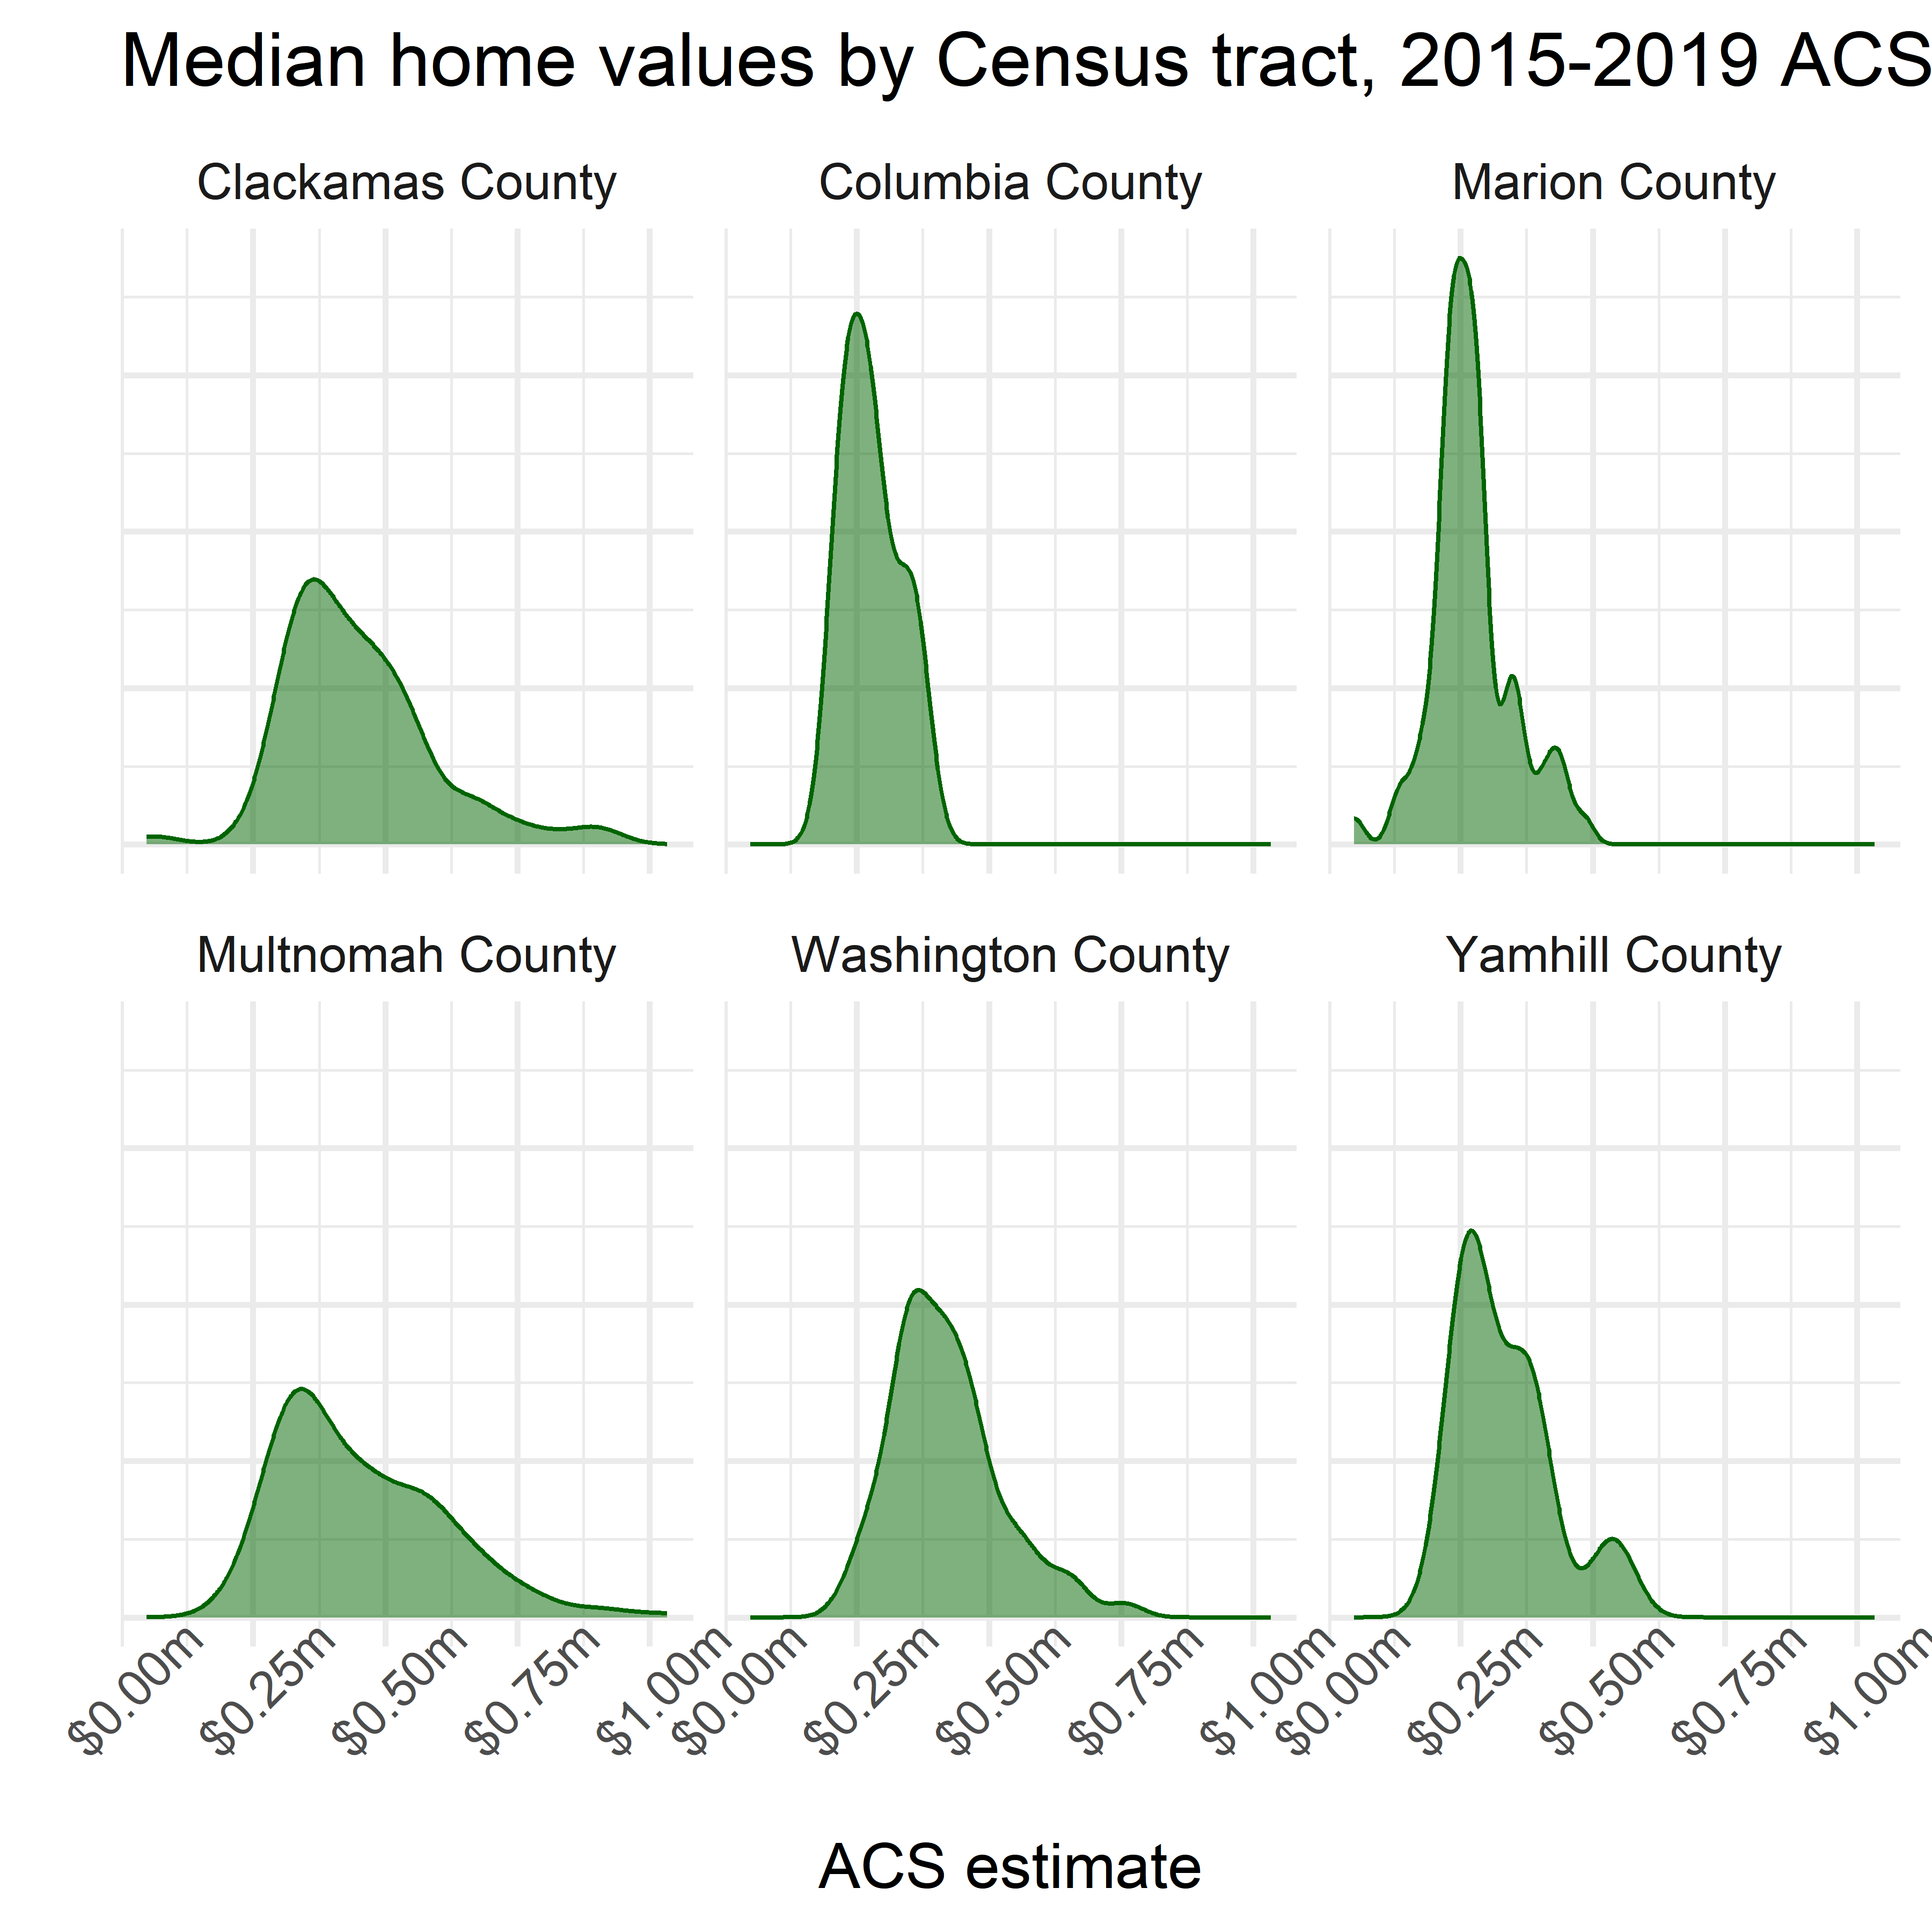 Median home values by Census tract, 2015-2019 ACS
Clackamas County
Columbia County
Marion County
Multnomah County
Washington County
Yamhill County
$0.00m $0.25m $0.50m $0.75m $1.00m $0.00m $0.25m $0.50m $0.75m $1.00m $0.00m $0.25m $0.50m $0.75m $1.00m
ACS estimate